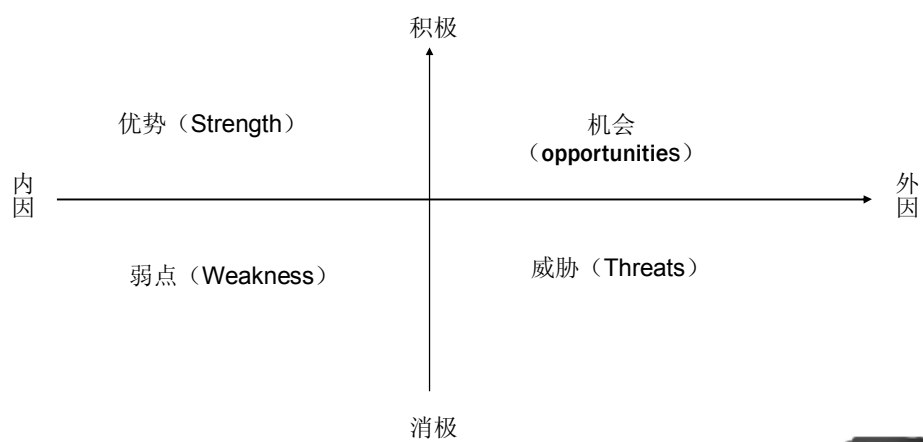 积极
优势（Strength）
机会
（opportunities）
内因
外因
弱点（Weakness）
威胁（Threats）
消极